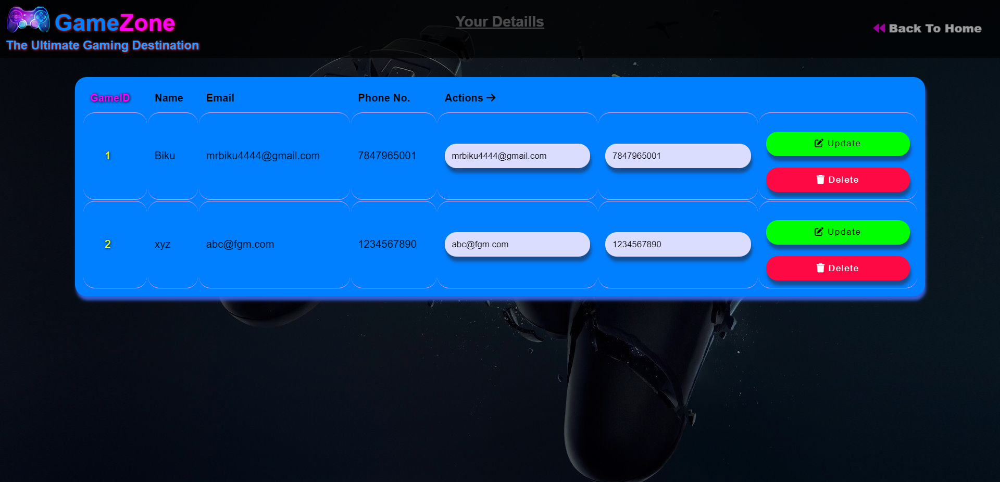 GameZone
The Ultimate Gaming Destination
Your Detaills
Back To Home
GameID Name Email Phone No. Actions →
1 Biku mrbiku4444@gmail.com 7847965001 mrbiku4444@gmail.com 7847965001 Update
Delete
2 xyz abc@fgm.com 1234567890 abc@fgm.com 1234567890 Update
Delete